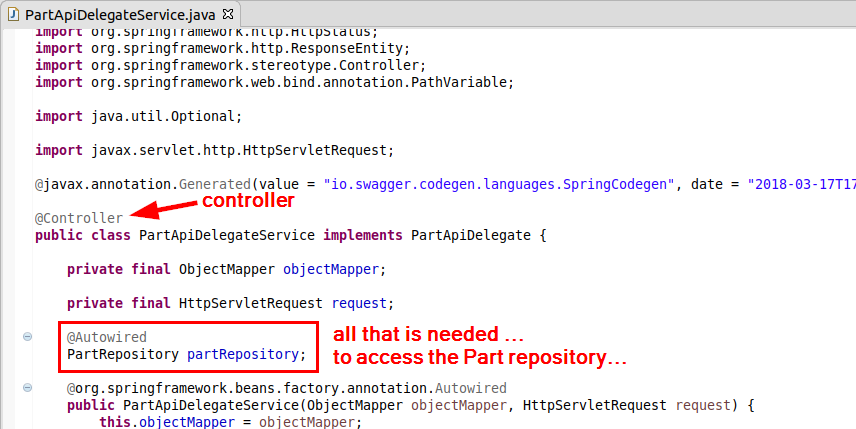 PartApiDelegateService.java
import org.springframework.http.HttpStatus;
import org.springframework.http.ResponseEntity;
import org.springframework.stereotype.Controller;
import org.springframework.web.bind.annotation.PathVariable;
import java.util.Optional;
import javax.servlet.http.HttpServletRequest;
@javax.annotation.Generated(value = "io.swagger.codegen.languages.SpringCodegen", date = "2018-03-17T17
controller
@Controller
public class PartApiDelegateService implements PartApiDelegate {
private final ObjectMapper objectMapper;
private final HttpServletRequest request;
@Autowired
all that is needed ...
PartRepository partRepository;
to access the Part repository...
@org.springframework.beans.factory.annotation.Autowired
public PartApiDelegateService(ObjectMapper objectMapper, HttpServletRequest request) {
this.objectMapper = objectMapper;